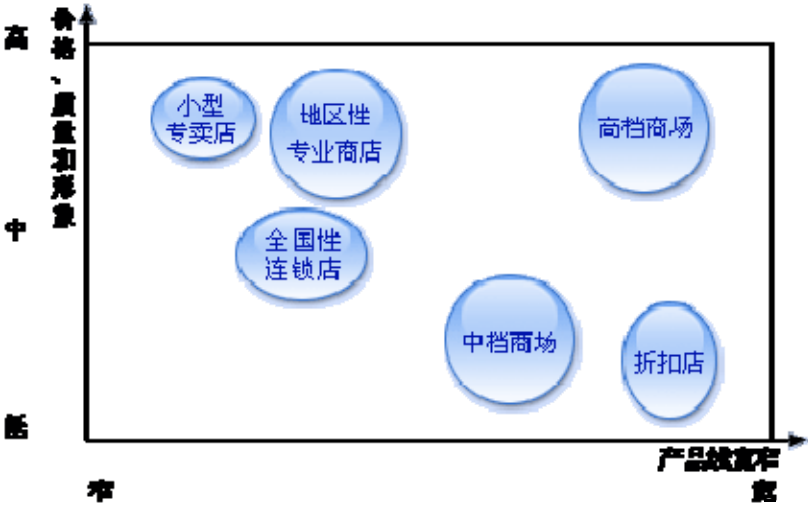 高
价格、质量和形象
小型
专卖店
地区性
专业商店
高档商场
中
全国性
连锁店
中档商场
折扣店
低
产品线宽窄
窄
宽